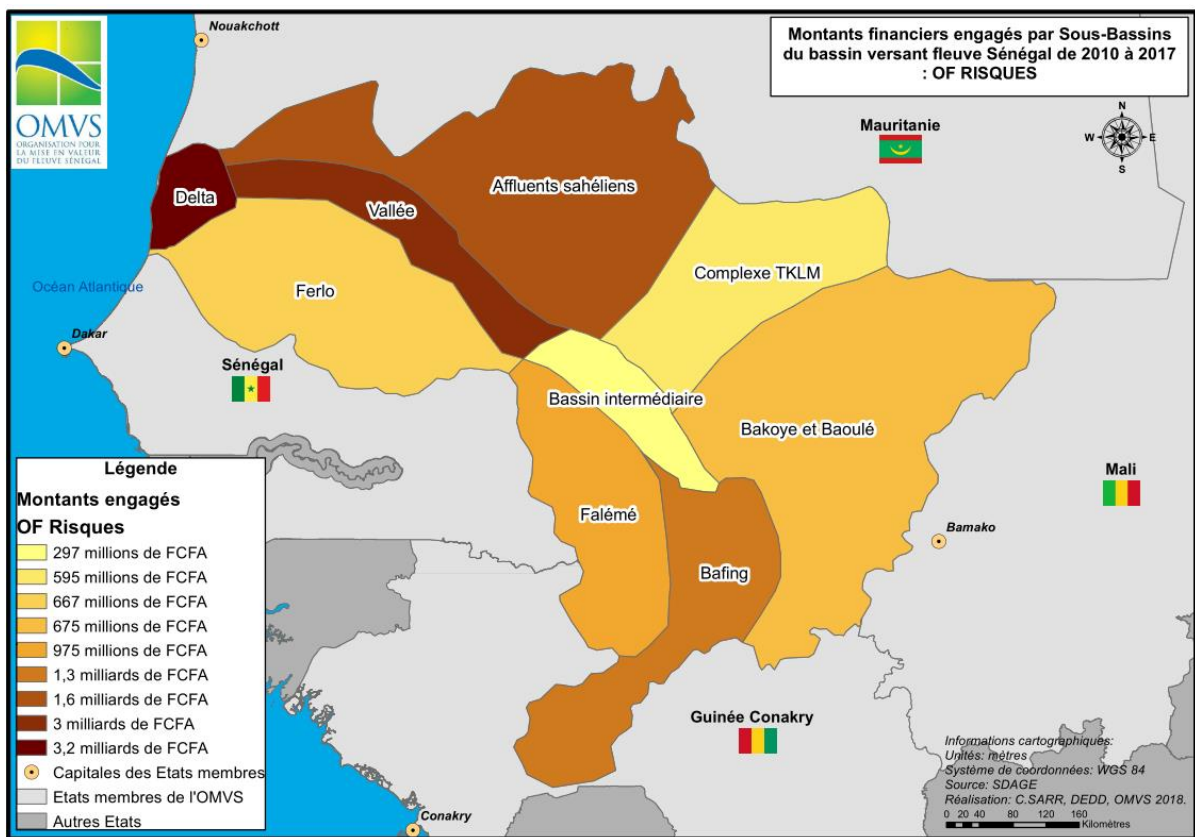 Nouakchott
Montants financiers engagés par Sous-Bassins
du bassin versant fleuve Sénégal de 2010 à 2017
: OF RISQUES
OMVS
ORGANISATION POUR
LA MISE EN VALEUR
DU FLEUVE SÉNÉGAL
Mauritanie
N
W
E
S
Delta
Vallée
Affluents sahéliens
Complexe TKLM
Océan Atlantique
Ferlo
Dakar
Sénégal
Bassin intermédiaire
Bakoye et Baoulé
Mali
Falémé
Bamako
Bafing
Guinée Conakry
Conakry
Légende
Montants engagés
OF Risques
297 millions de FCFA
595 millions de FCFA
667 millions de FCFA
675 millions de FCFA
975 millions de FCFA
1,3 milliards de FCFA
1,6 milliards de FCFA
3 milliards de FCFA
3,2 milliards de FCFA
Capitales des Etats membres
Etats membres de l'OMVS
Autres Etats
Informations cartographiques:
Unités: mètres
Système de coordonnées: WGS 84
Source: SDAGE
Réalisation: C.SARR, DEDD, OMVS 2018.
0 20 40 80 120 160
Kilomètres